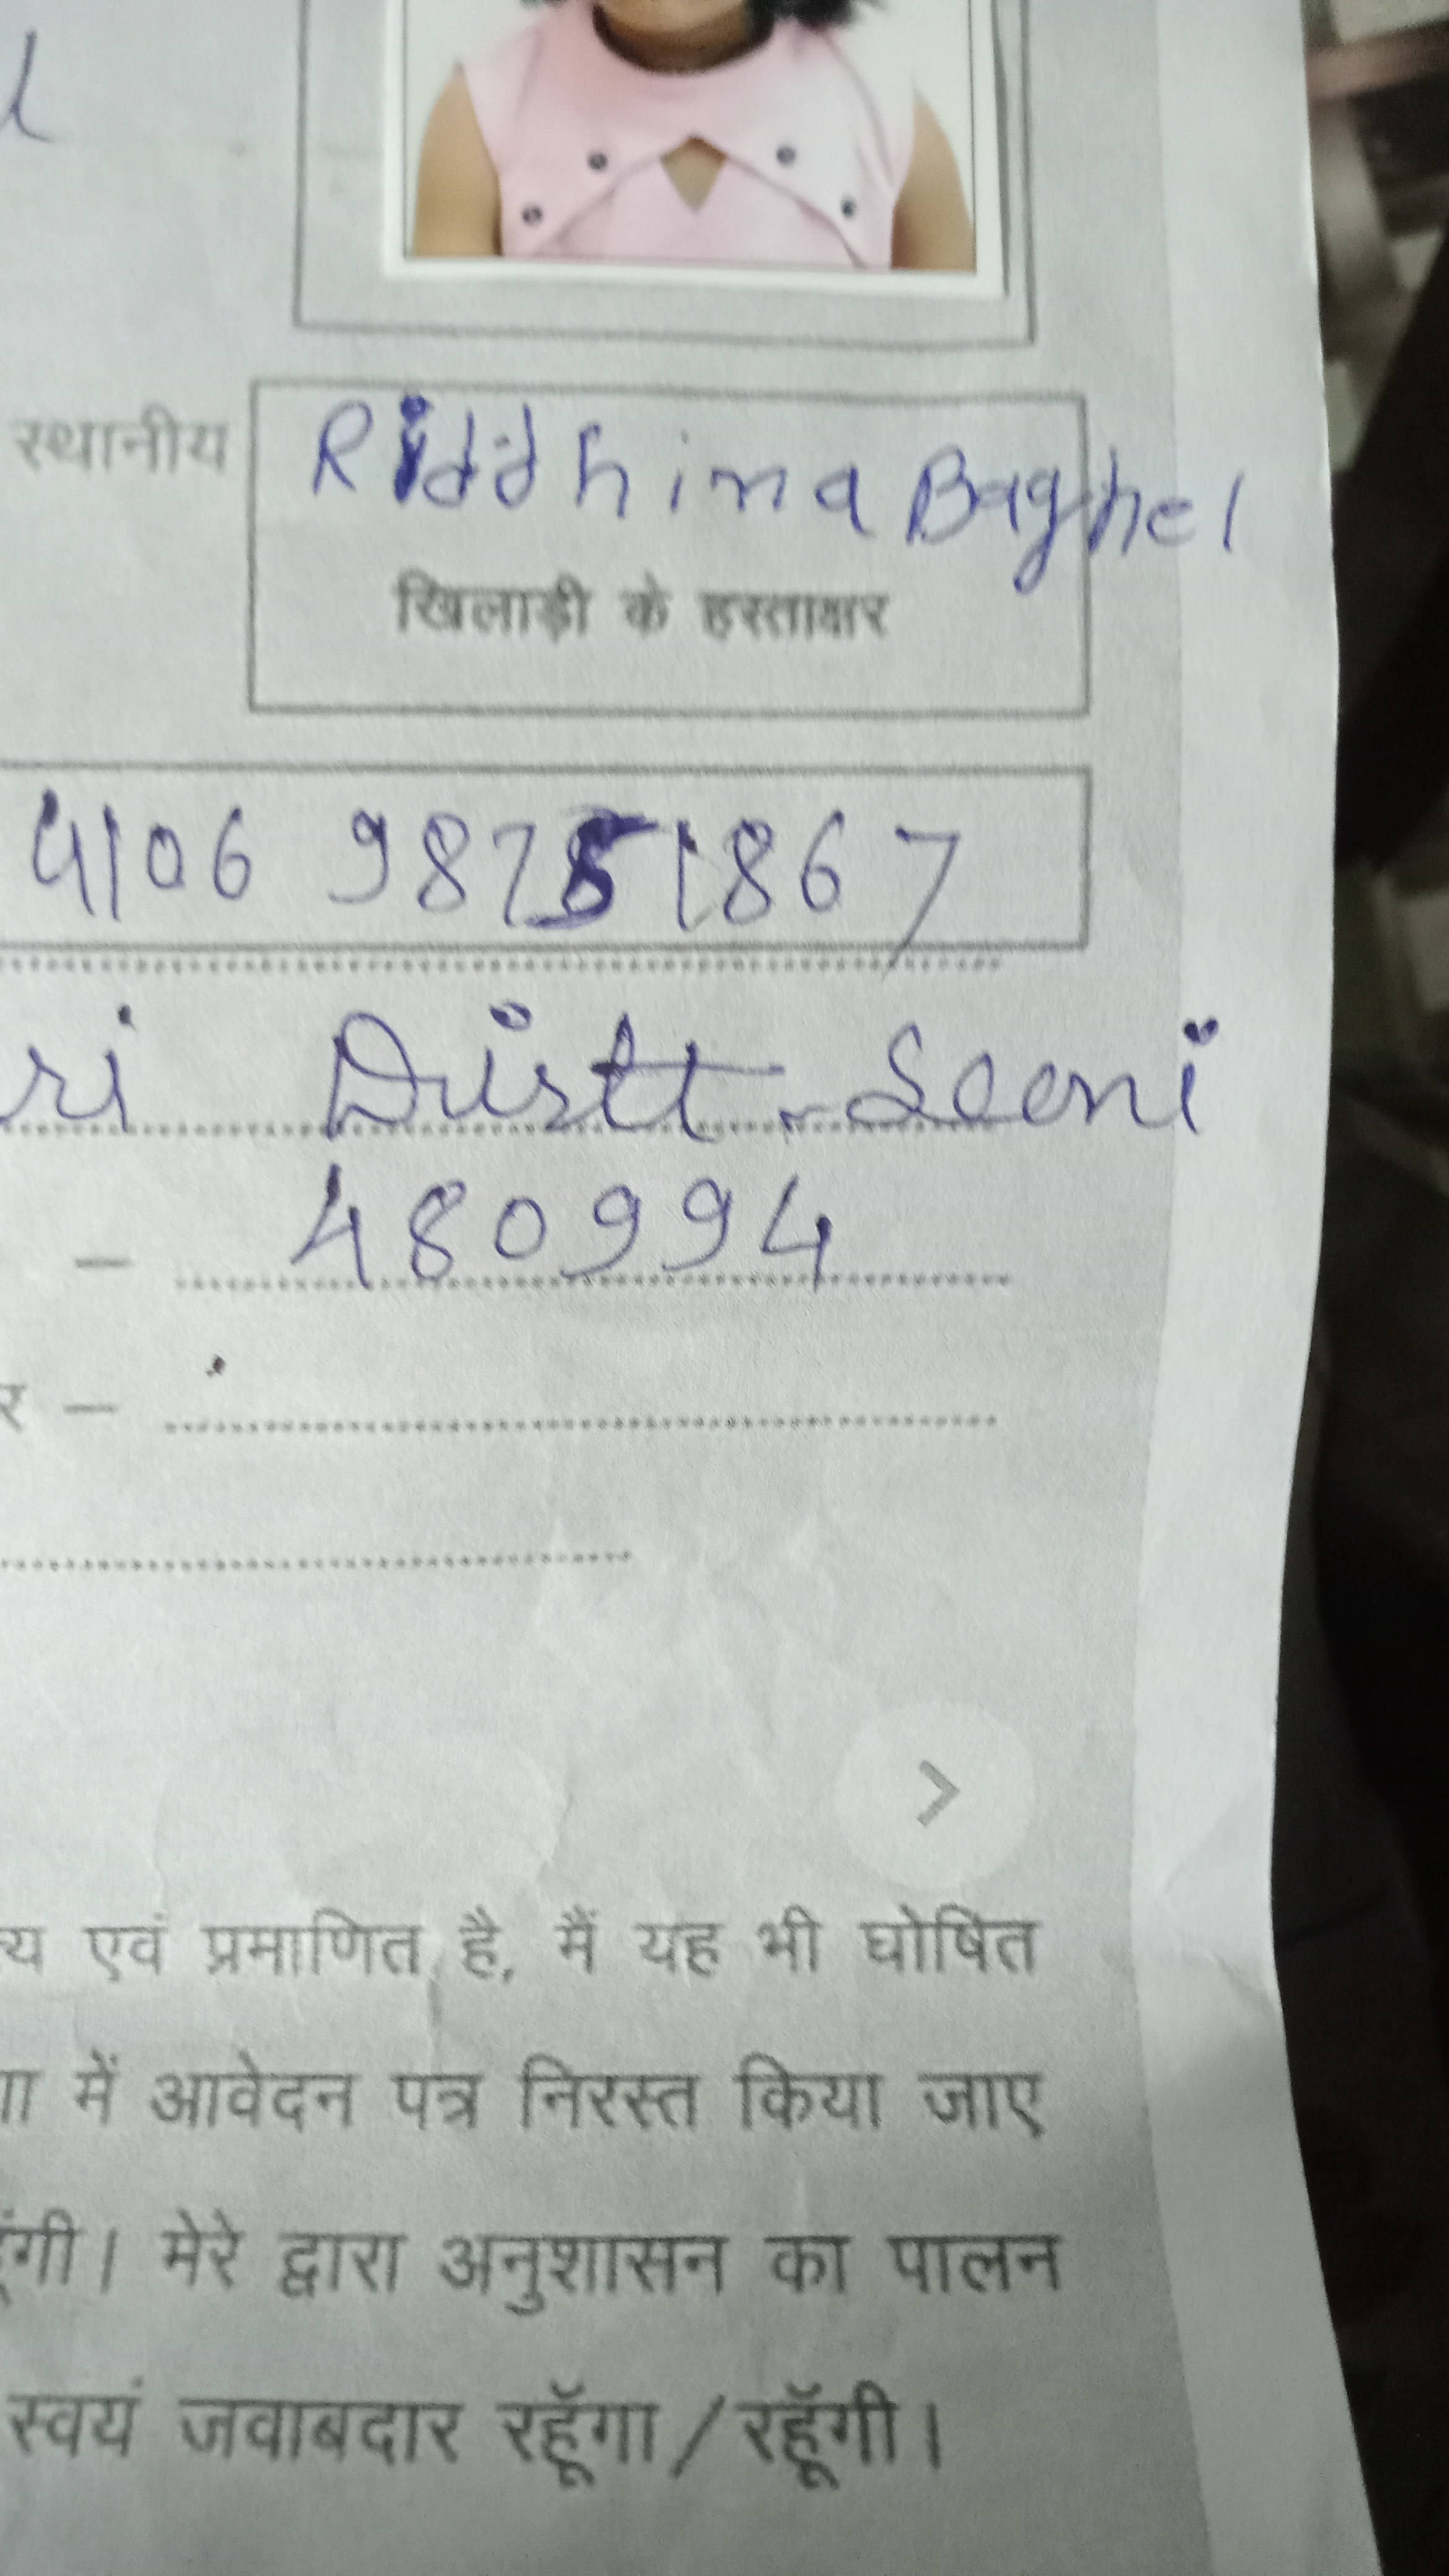 स्थानीय
Riddhima Baghel
खिलाड़ी के हस्ताक्षर
4106 98751867
ri Distt - Seoni
- 480994
र -
य एवं प्रमाणित है, मैं यह भी घोषित
में आवेदन पत्र निरस्त किया जाए
मेरे द्वारा अनुशासन का पालन
स्वयं जवाबदार रहूँगा / रहूँगी।